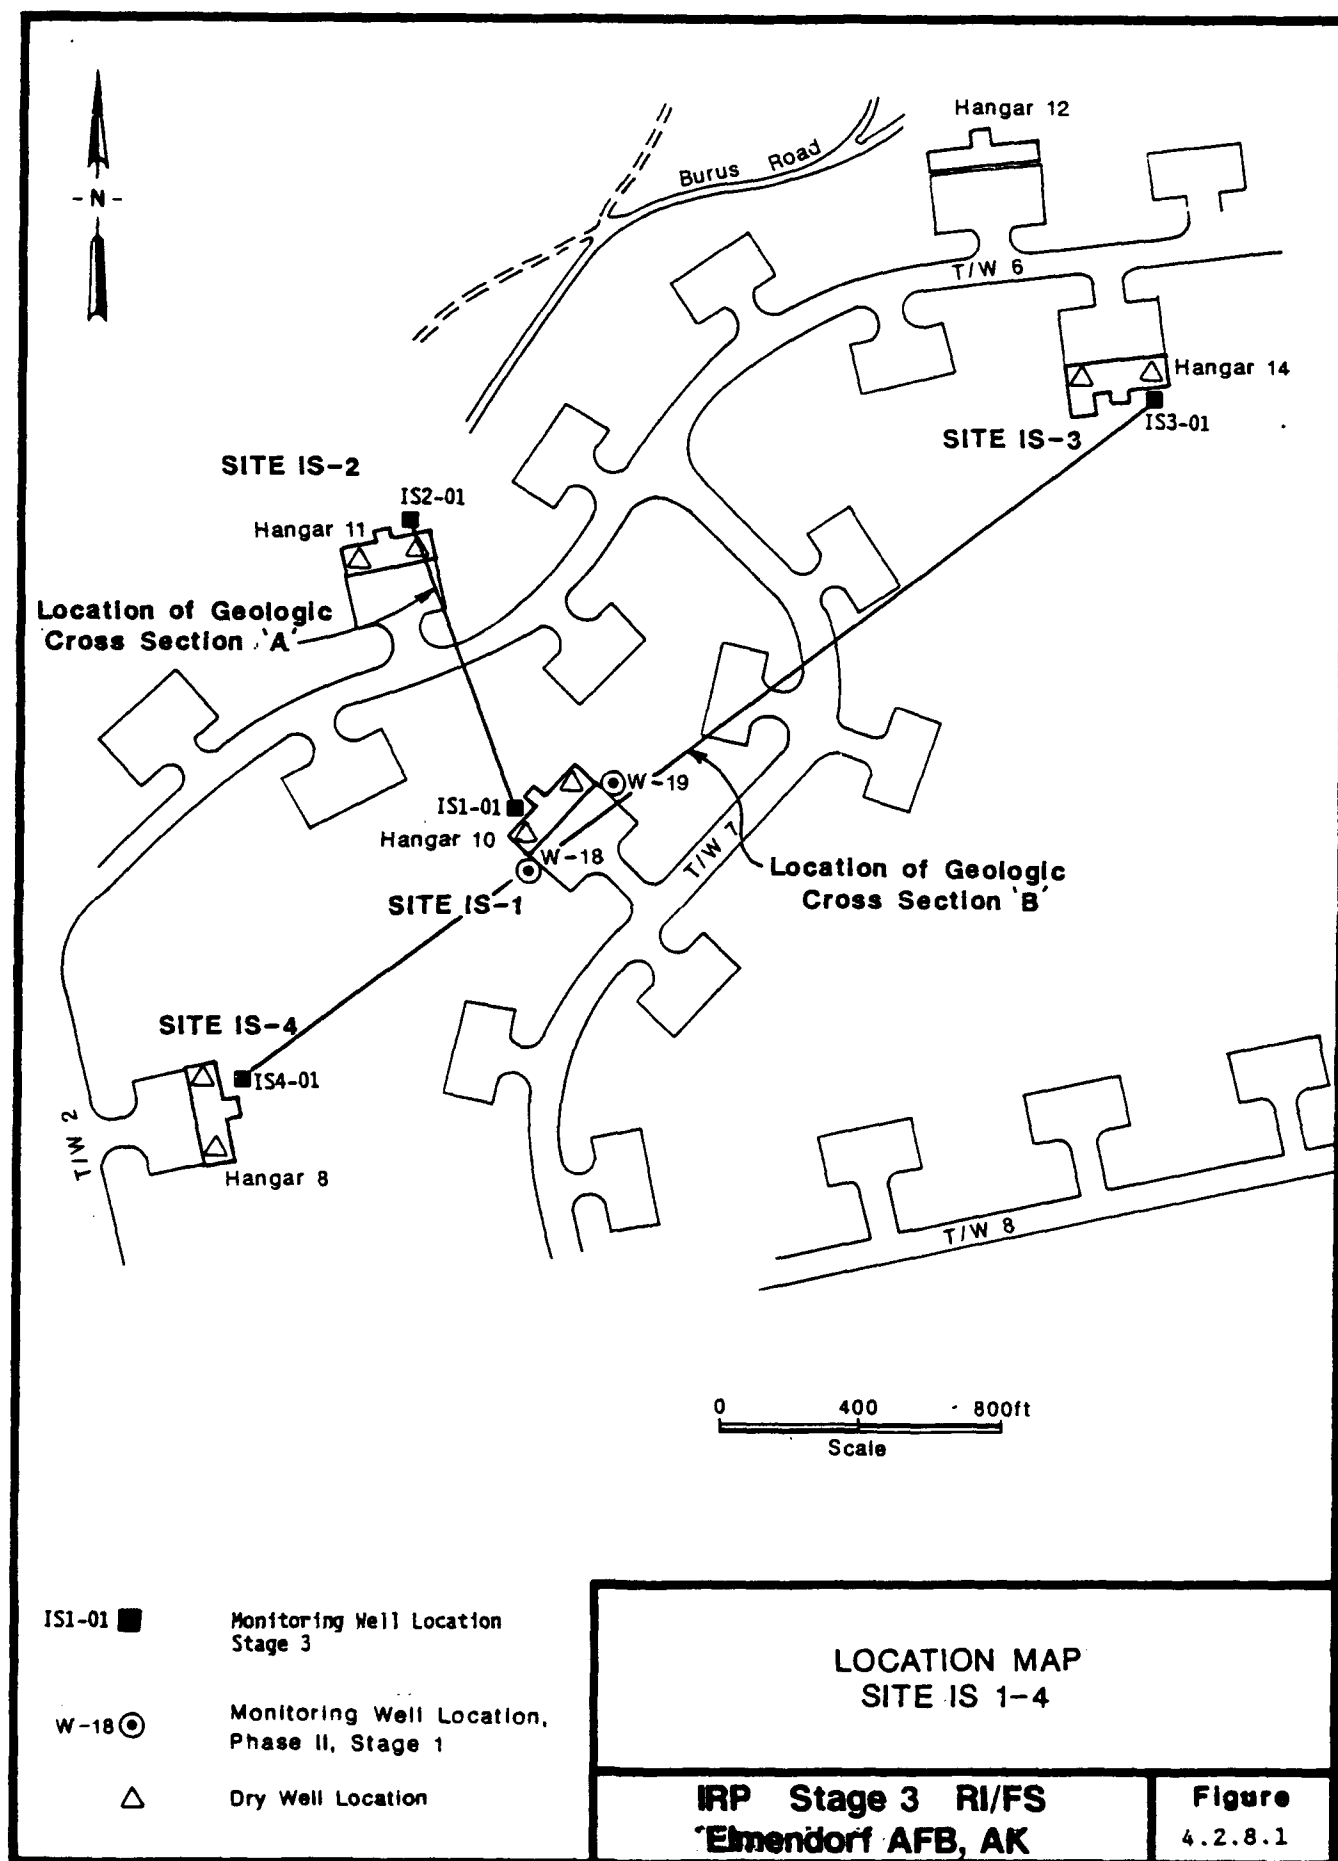 Hangar 12
Burus Road
- N -
T/W 6
Hangar 14
IS3-01
SITE IS-3
SITE IS-2
IS2-01
Hangar 11
Location of Geologic
Cross Section 'A'
W-19
IS1-01
Hangar 10
W-18
T/W 7
Location of Geologic
Cross Section 'B'
SITE IS-1
SITE IS-4
IS4-01
T/W 2
Hangar 8
T/W 8
0 400 800ft
Scale
IS1-01
Monitoring Well Location
Stage 3
W-18
Monitoring Well Location,
Phase II, Stage 1
Dry Well Location
LOCATION MAP
SITE IS 1-4
IRP Stage 3 RI/FS
Elmendorf AFB, AK
Figure
4.2.8.1